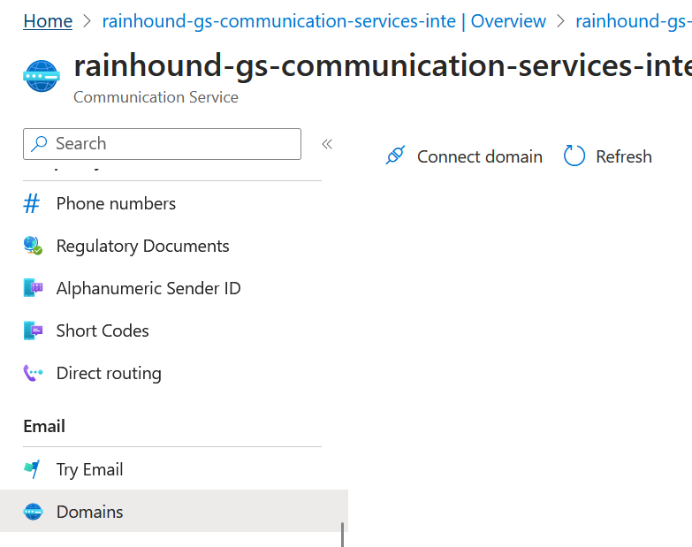 Home > rainhound-gs-communication-services-inte | Overview > rainhound-gs-
rainhound-gs-communication-services-inte
Communication Service
Search «
Connect domain Refresh
# Phone numbers
Regulatory Documents
Alphanumeric Sender ID
Short Codes
Direct routing
Email
Try Email
Domains